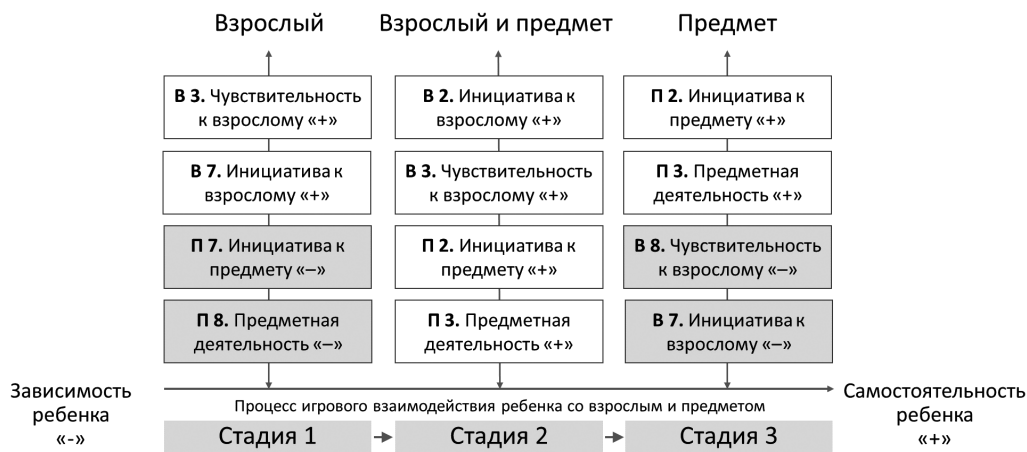 Взрослый
Взрослый и предмет
Предмет
В 3. Чувствительность
к взрослому «+»
В 2. Инициатива к
взрослому «+»
П 2. Инициатива к
предмету «+»
В 7. Инициатива к
взрослому «+»
В 3. Чувствительность
к взрослому «+»
П 3. Предметная
деятельность «+»
П 7. Инициатива к
предмету «–»
П 2. Инициатива к
предмету «+»
В 8. Чувствительность
к взрослому «–»
П 8. Предметная
деятельность «–»
П 3. Предметная
деятельность «+»
В 7. Инициатива к
взрослому «–»
Зависимость
ребенка
«-»
Процесс игрового взаимодействия ребенка со взрослым и предметом
Самостоятельность
ребенка
«+»
Стадия 1
Стадия 2
Стадия 3